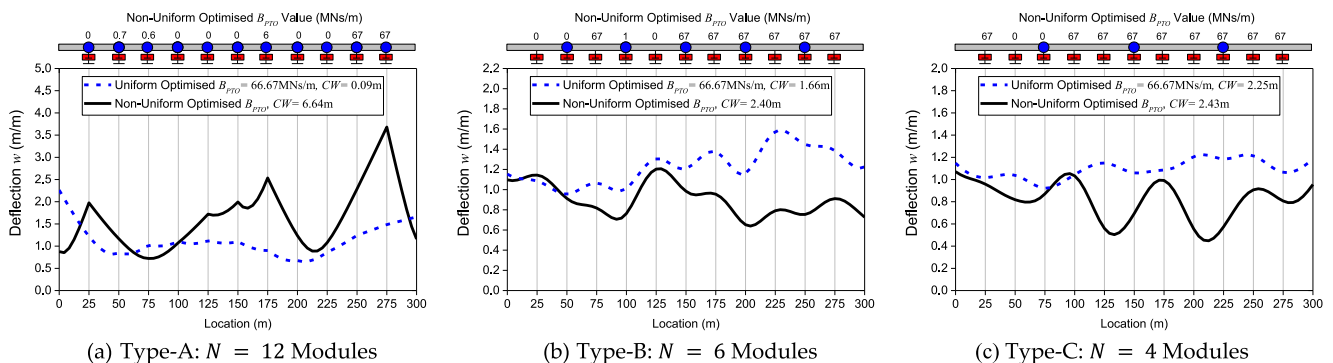 Non-Uniform Optimised B_PTO Value (MNs/m)
0 0.7 0.6 0 0 0 6 0 0 67 67
5,0
4,5
4,0
3,5
3,0
2,5
2,0
1,5
1,0
0,5
0,0
Deflection w (m/m)
Uniform Optimised B_PTO = 66.67MNs/m, CW= 0.09m
Non-Uniform Optimised B_PTO, CW= 6.64m
0 25 50 75 100 125 150 175 200 225 250 275 300
Location (m)
(a) Type-A: N = 12 Modules
Non-Uniform Optimised B_PTO Value (MNs/m)
0 0 67 1 0 67 67 67 67 67 67
2,2
2,0
1,8
1,6
1,4
1,2
1,0
0,8
0,6
0,4
0,2
0,0
Deflection w (m/m)
Uniform Optimised B_PTO = 66.67MNs/m, CW= 1.66m
Non-Uniform Optimised B_PTO, CW= 2.40m
0 25 50 75 100 125 150 175 200 225 250 275 300
Location (m)
(b) Type-B: N = 6 Modules
Non-Uniform Optimised B_PTO Value (MNs/m)
67 0 67 67 67 67 67 67 67 67 67
2,2
2,0
1,8
1,6
1,4
1,2
1,0
0,8
0,6
0,4
0,2
0,0
Deflection w (m/m)
Uniform Optimised B_PTO = 66.67MNs/m, CW= 2.25m
Non-Uniform Optimised B_PTO, CW= 2.43m
0 25 50 75 100 125 150 175 200 225 250 275 300
Location (m)
(c) Type-C: N = 4 Modules